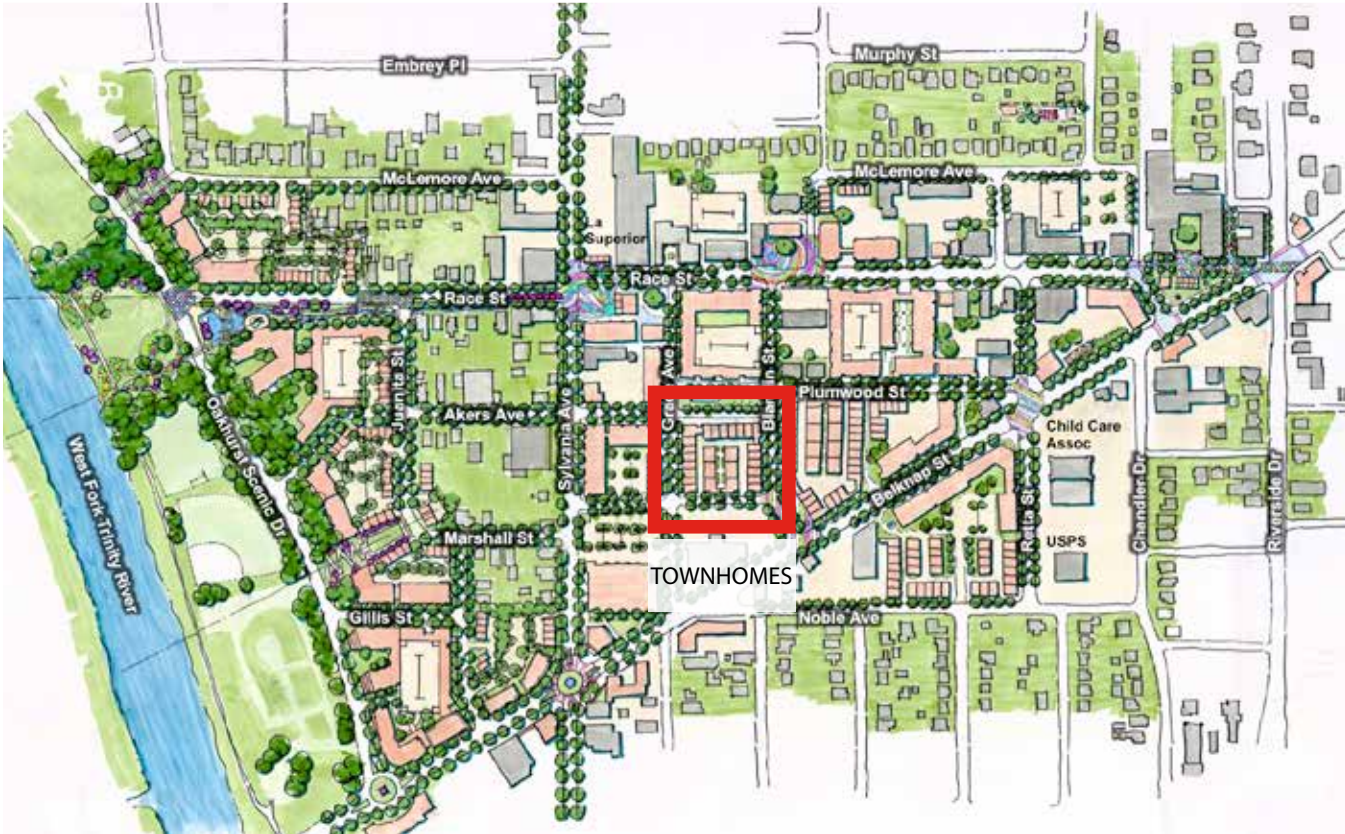 Embrey Pl
Murphy St
McLemore Ave
McLemore Ave
Superior
Race St
Race St
Juanita St
Akers Ave
Plumwood St
Oakhurst Scenic Dr
Sylvania Ave
Child Care
Assoc
West Fork Trinity River
Belknap St
Chandler Dr
Riverside Dr
Retta St
Marshall St
USPS
TOWNHOMES
Gillis St
Noble Ave